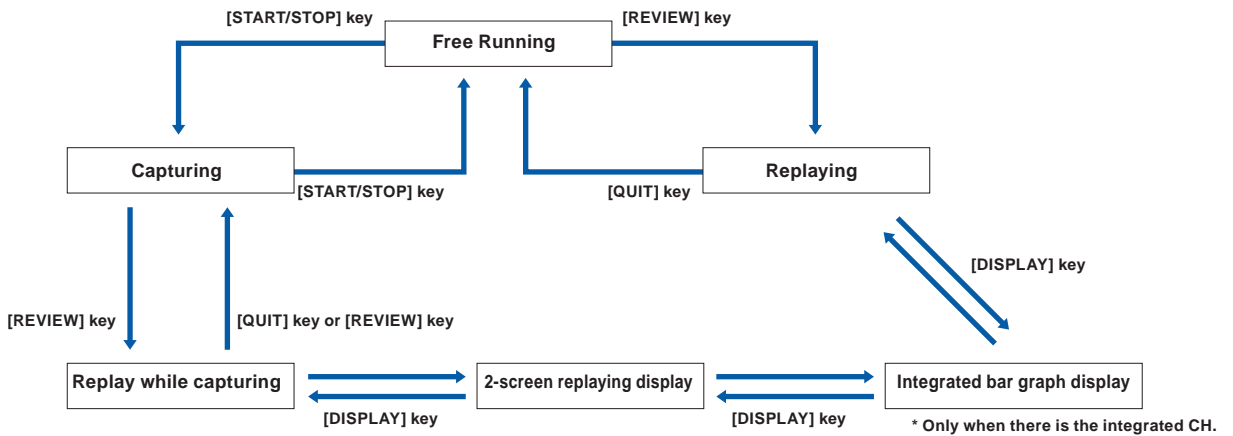 [START/STOP] key
[REVIEW] key
Free Running
Capturing
Replaying
[START/STOP] key
[QUIT] key
[DISPLAY] key
[REVIEW] key
[QUIT] key or [REVIEW] key
Replay while capturing
2-screen replaying display
Integrated bar graph display
[DISPLAY] key
[DISPLAY] key
* Only when there is the integrated CH.